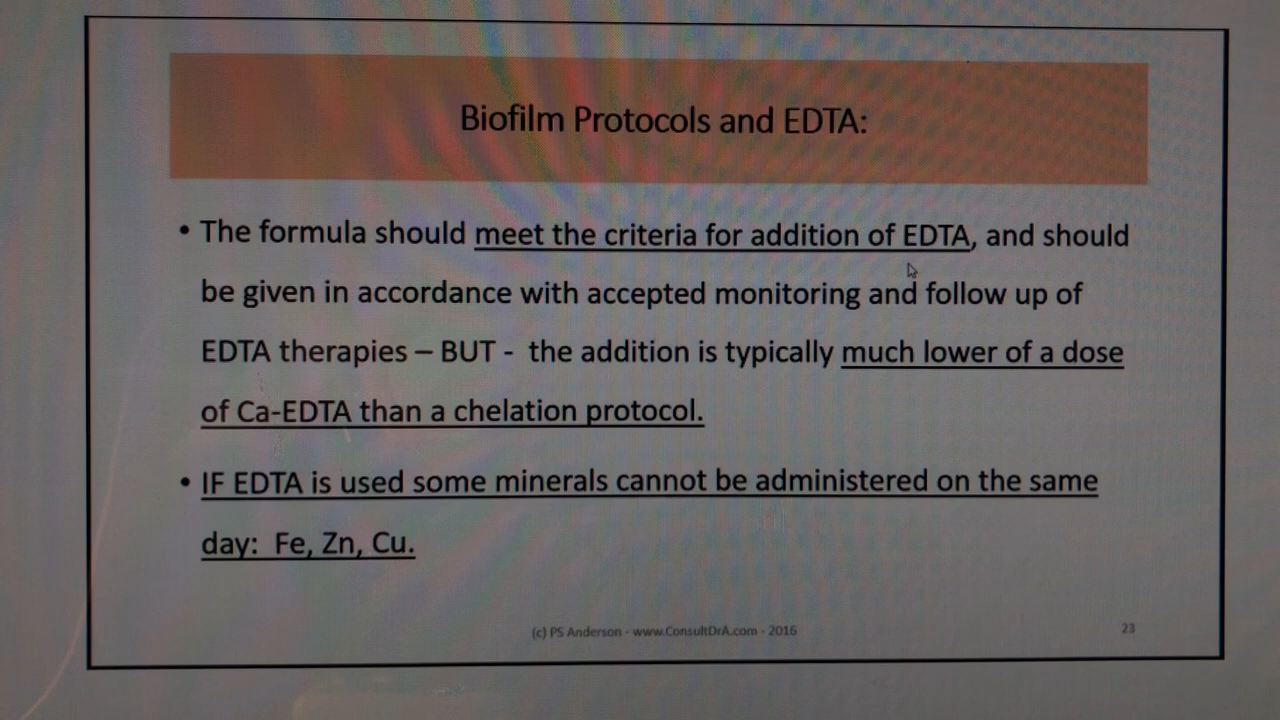 Biofilm Protocols and EDTA:
• The formula should meet the criteria for addition of EDTA, and should
be given in accordance with accepted monitoring and follow up of
EDTA therapies – BUT - the addition is typically much lower of a dose
of Ca-EDTA than a chelation protocol.
• IF EDTA is used some minerals cannot be administered on the same
day: Fe, Zn, Cu.
(c) PS Anderson - www.ConsultDrA.com - 2016
23